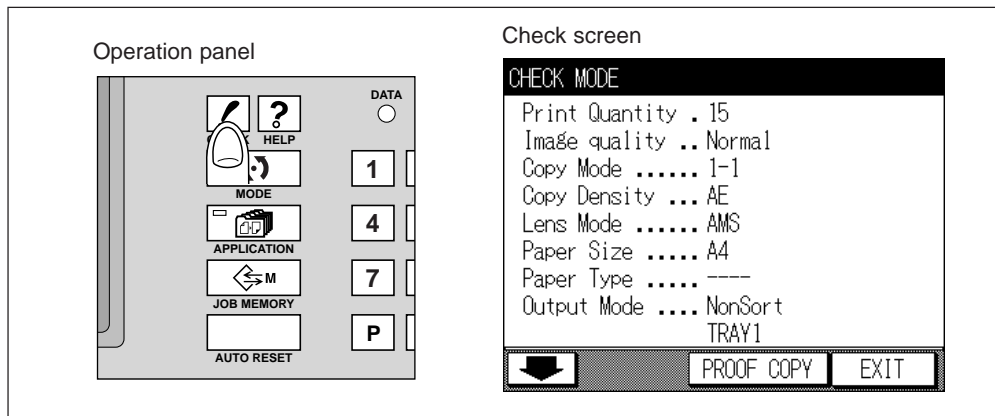 Operation panel
DATA
HELP
MODE
1
APPLICATION
4
M
JOB MEMORY
7
AUTO RESET
P
Check screen
CHECK MODE
Print Quantity . 15
Image quality .. Normal
Copy Mode ...... 1-1
Copy Density ... AE
Lens Mode ...... AMS
Paper Size ..... A4
Paper Type ..... ----
Output Mode .... NonSort
TRAY1
PROOF COPY EXIT